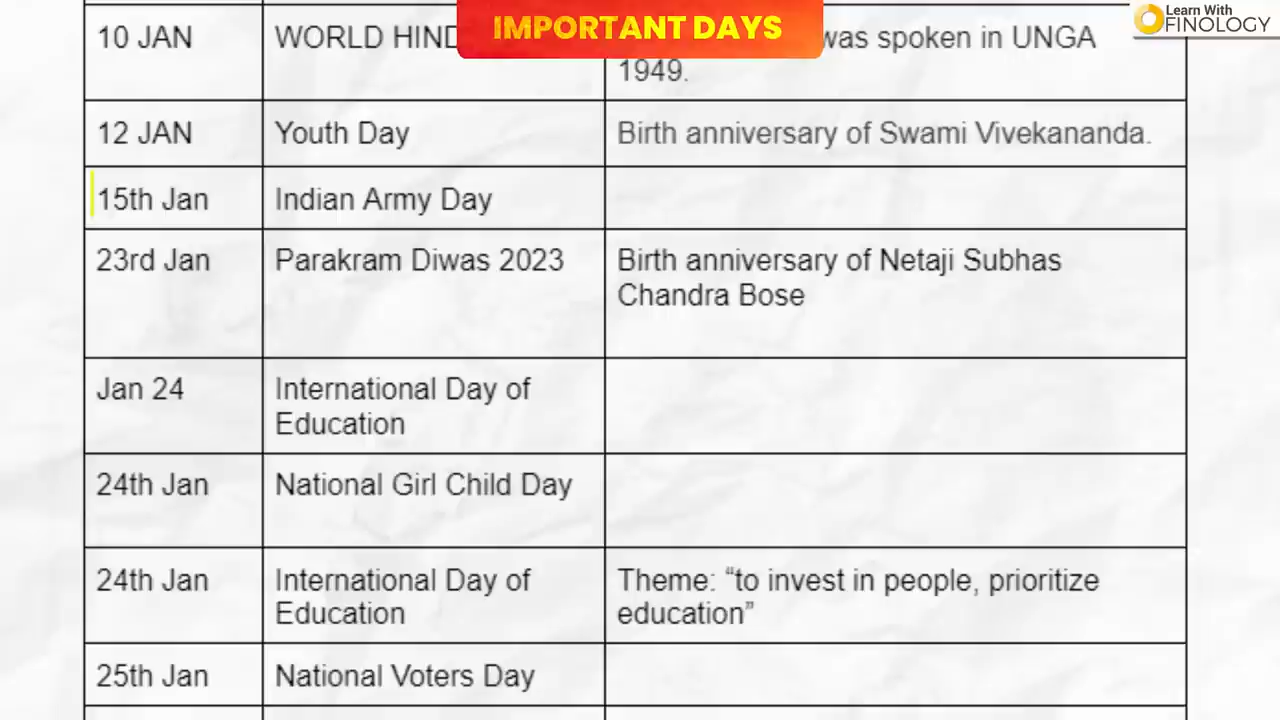 IMPORTANT DAYS
Learn With
FINOLOGY
10 JAN
WORLD
was spoken in UNGA
1949.
12 JAN
Youth Day
Birth anniversary of Swami Vivekananda.
15th Jan
Indian Army Day
23rd Jan
Parakram Diwas 2023
Birth anniversary of Netaji Subhas
Chandra Bose
Jan 24
International Day of
Education
24th Jan
National Girl Child Day
24th Jan
International Day of
Education
Theme: “to invest in people, prioritize
education”
25th Jan
National Voters Day